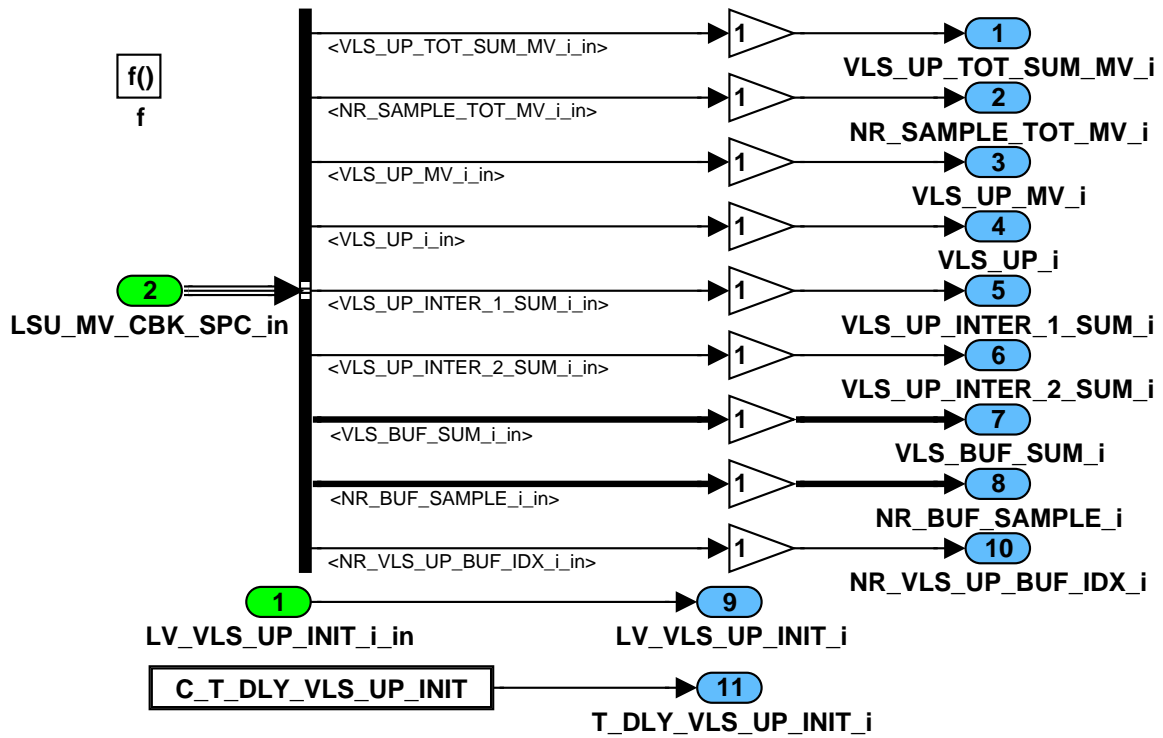 f()
f
<VLS_UP_TOT_SUM_MV_i_in>
1
1
VLS_UP_TOT_SUM_MV_i
<NR_SAMPLE_TOT_MV_i_in>
1
2
NR_SAMPLE_TOT_MV_i
<VLS_UP_MV_i_in>
1
3
VLS_UP_MV_i
<VLS_UP_i_in>
1
4
VLS_UP_i
2
LSU_MV_CBK_SPC_in
<VLS_UP_INTER_1_SUM_i_in>
1
5
VLS_UP_INTER_1_SUM_i
<VLS_UP_INTER_2_SUM_i_in>
1
6
VLS_UP_INTER_2_SUM_i
<VLS_BUF_SUM_i_in>
1
7
VLS_BUF_SUM_i
<NR_BUF_SAMPLE_i_in>
1
8
NR_BUF_SAMPLE_i
<NR_VLS_UP_BUF_IDX_i_in>
1
10
NR_VLS_UP_BUF_IDX_i
1
LV_VLS_UP_INIT_i_in
9
LV_VLS_UP_INIT_i
C_T_DLY_VLS_UP_INIT
11
T_DLY_VLS_UP_INIT_i